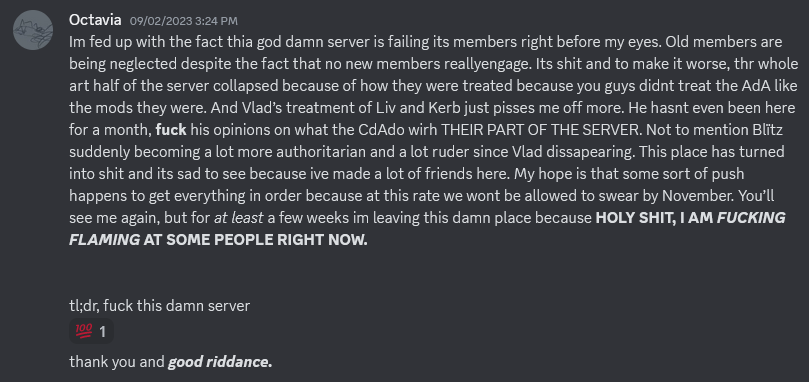 Octavia 09/02/2023 3:24 PM
Im fed up with the fact thia god damn server is failing its members right before my eyes. Old members are
being neglected despite the fact that no new members reallyengage. Its shit and to make it worse, thr whole
art half of the server collapsed because of how they were treated because you guys didnt treat the AdA like
the mods they were. And Vlad's treatment of Liv and Kerb just pisses me off more. He hasnt even been here
for a month, fuck his opinions on what the CdAdo wirh THEIR PART OF THE SERVER. Not to mention Blïtz
suddenly becoming a lot more authoritarian and a lot ruder since Vlad dissapearing. This place has turned
into shit and its sad to see because ive made a lot of friends here. My hope is that some sort of push
happens to get everything in order because at this rate we wont be allowed to swear by November. You'll
see me again, but for at least a few weeks im leaving this damn place because HOLY SHIT, I AM FUCKING
FLAMING AT SOME PEOPLE RIGHT NOW.
tl;dr, fuck this damn server
100 1
thank you and good riddance.